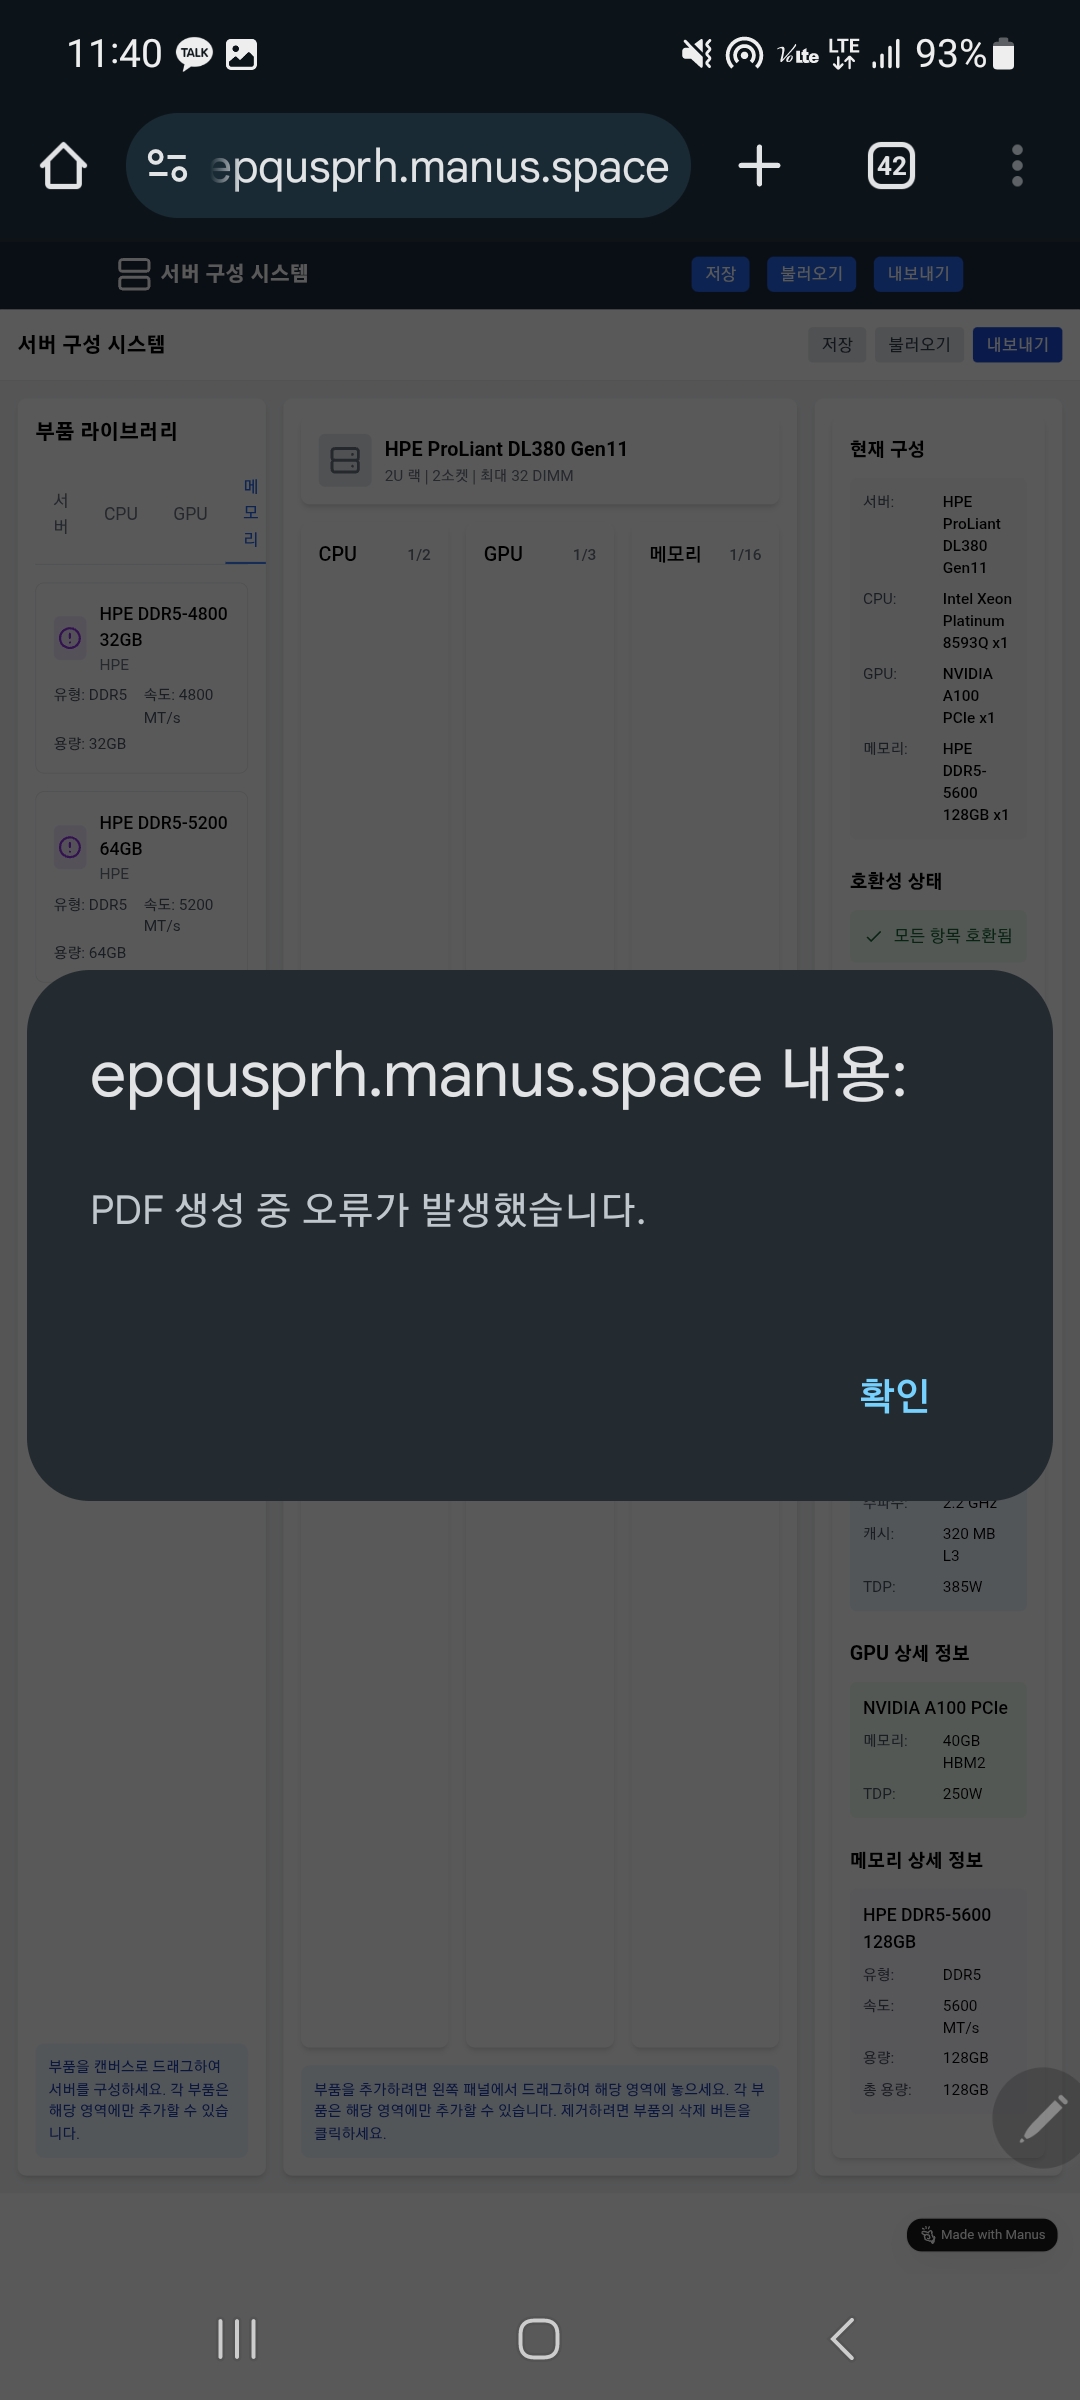 11:40 TALK LTE 93%
epqusprh.manus.space 42
서버 구성 시스템 저장 불러오기 내보내기
서버 구성 시스템 저장 불러오기 내보내기
부품 라이브러리
서버 CPU GPU 메모리
HPE DDR5-4800
32GB
HPE
유형: DDR5 속도: 4800
MT/s
용량: 32GB
HPE DDR5-5200
64GB
HPE
유형: DDR5 속도: 5200
MT/s
용량: 64GB
부품을 캔버스로 드래그하여
서버를 구성하세요. 각 부품은
해당 영역에만 추가할 수 있습
니다.
HPE ProLiant DL380 Gen11
2U 랙 | 2소켓 | 최대 32 DIMM
CPU 1/2 GPU 1/3 메모리 1/16
부품을 추가하려면 왼쪽 패널에서 드래그하여 해당 영역에 놓으세요. 각 부
품은 해당 영역에만 추가할 수 있습니다. 제거하려면 부품의 삭제 버튼을
클릭하세요.
현재 구성
서버: HPE
ProLiant
DL380
Gen11
CPU: Intel Xeon
Platinum
8593Q x1
GPU: NVIDIA
A100
PCIe x1
메모리: HPE
DDR5-
5600
128GB x1
호환성 상태
모든 항목 호환됨
epqusprh.manus.space 내용:
PDF 생성 중 오류가 발생했습니다.
확인
주파수: 2.2 GHz
캐시: 320 MB
L3
TDP: 385W
GPU 상세 정보
NVIDIA A100 PCIe
메모리: 40GB
HBM2
TDP: 250W
메모리 상세 정보
HPE DDR5-5600
128GB
유형: DDR5
속도: 5600
MT/s
용량: 128GB
총 용량: 128GB
Made with Manus